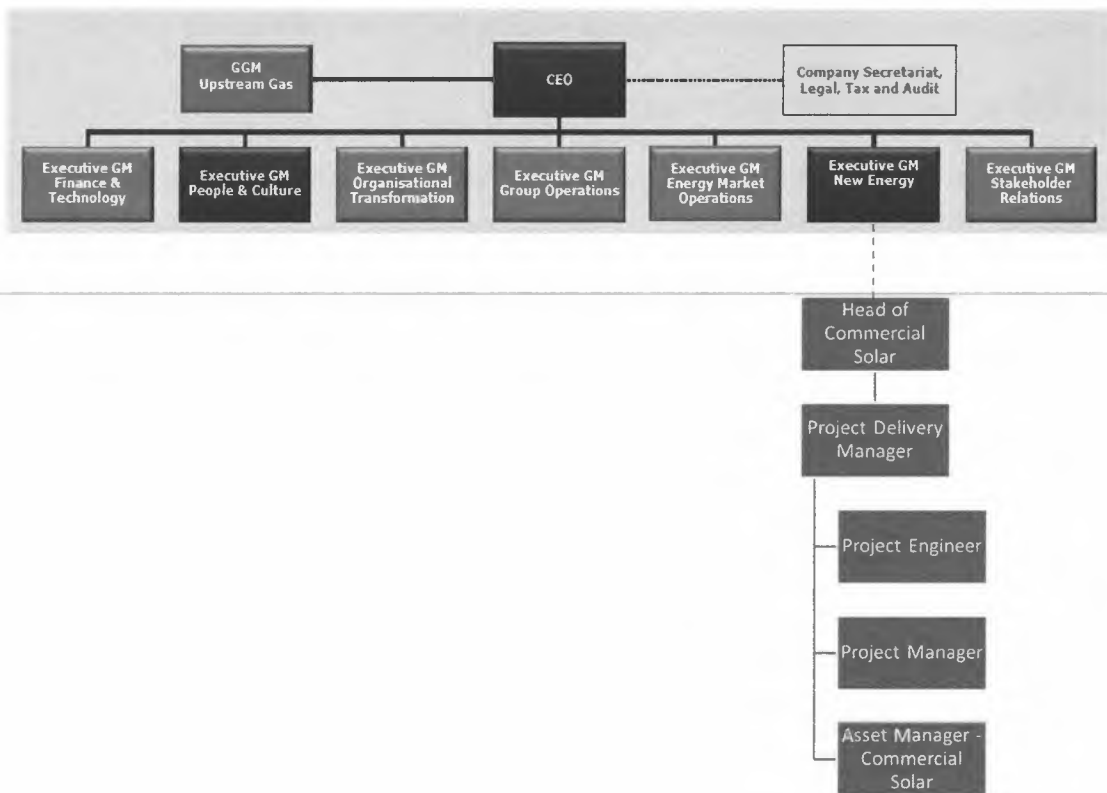 GGM
Upstream Gas
CEO
Company Secretariat,
Legal, Tax and Audit
Executive GM
Finance &
Technology
Executive GM
People & Culture
Executive GM
Organisational
Transformation
Executive GM
Group Operations
Executive GM
Energy Market
Operations
Executive GM
New Energy
Executive GM
Stakeholder
Relations
Head of
Commercial
Solar
Project Delivery
Manager
Project Engineer
Project Manager
Asset Manager -
Commercial
Solar